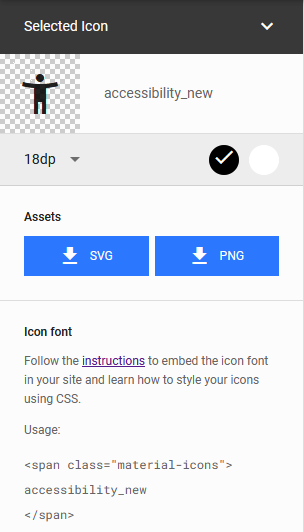 Selected Icon
accessibility_new
18dp
Assets
SVG PNG
Icon font
Follow the instructions to embed the icon font
in your site and learn how to style your icons
using CSS.
Usage:
<span class="material-icons">
accessibility_new
</span>